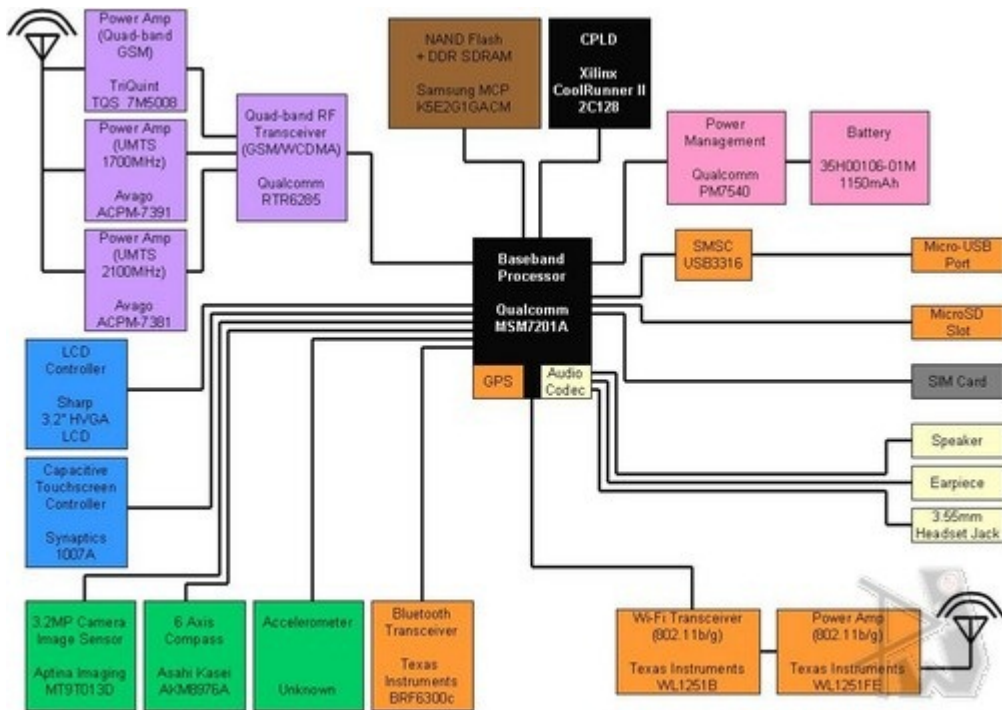 Power Amp
(Quad-band
GSM)
TriQuint
TQS 7M5008
Power Amp
(UMTS
1700MHz)
Avago
ACPM-7391
Power Amp
(UMTS
2100MHz)
Avago
ACPM-7381
Quad-band RF
Transceiver
(GSM/WCDMA)
Qualcomm
RTR6285
NAND Flash
+ DDR SDRAM
Samsung MCP
K5E2G1GACM
CPLD
Xilinx
CoolRunner II
2C128
Power
Management
Qualcomm
PM7540
Battery
35H00106-01M
1150mAh
Baseband
Processor
Qualcomm
MSM7201A
GPS
Audio
Codec
SMSC
USB3316
Micro-USB
Port
MicroSD
Slot
SIM Card
Speaker
Earpiece
3.55mm
Headset Jack
LCD
Controller
Sharp
3.2" HVGA
LCD
Capacitive
Touchscreen
Controller
Synaptics
1007A
3.2MP Camera
Image Sensor
Aptina Imaging
MT9T013D
6 Axis
Compass
Asahi Kasei
AKM8976A
Accelerometer
Unknown
Bluetooth
Transceiver
Texas
Instruments
BRF6300c
Wi-Fi Transceiver
(802.11b/g)
Texas Instruments
WL1251B
Power Amp
(802.11b/g)
Texas Instruments
WL1251FE